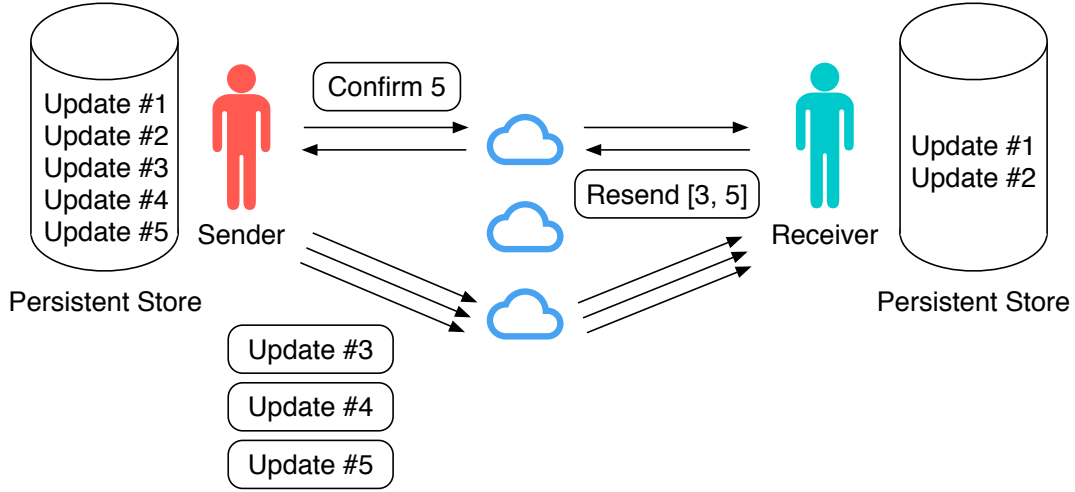 Update #1
Update #2
Update #3
Update #4
Update #5
Persistent Store
Sender
Confirm 5
Resend [3, 5]
Receiver
Update #1
Update #2
Persistent Store
Update #3
Update #4
Update #5